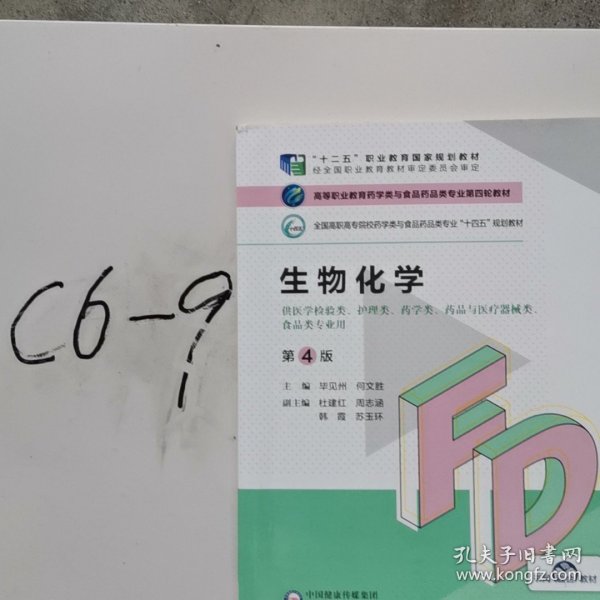 C6-9
"十二五"职业教育国家规划教材
经全国职业教育教材审定委员会审定
高等职业教育药学类与食品药品类专业第四轮教材
全国高职高专院校药学类与食品药品类专业"十四五"规划教材
生物化学
供医学检验类、护理类、药学类、药品与医疗器械类、
食品类专业用
第4版
主 编 毕见州 何文胜
副主编 杜建红 周志涵
韩 霞 苏玉环
FD
中国健康传媒集团
教材
孔夫子旧书网
www.kongfz.com